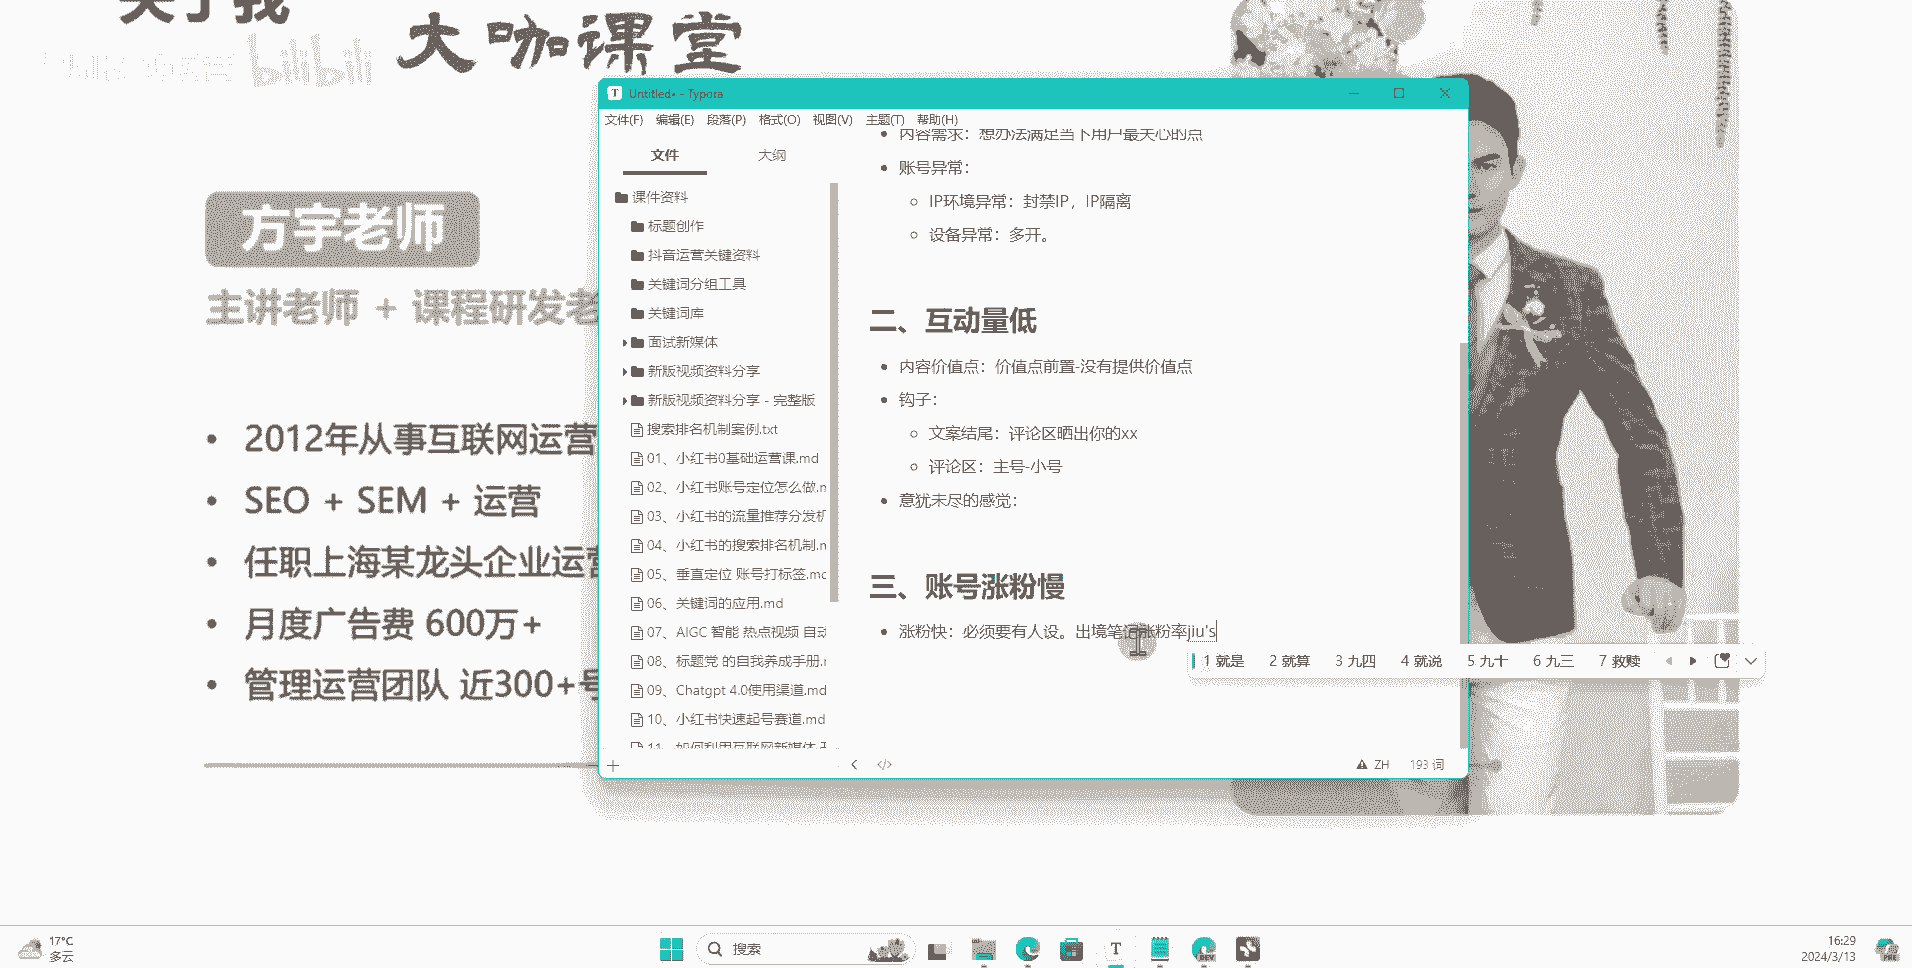 关于我
bilibili
大咖课堂
方宇老师
主讲老师 + 课程研发老
2012年从事互联网运营
SEO + SEM + 运营
任职上海某龙头企业运营
月度广告费 600万+
管理运营团队 近300+号
Untitled• - Typora
文件(F) 编辑(E) 段落(P) 格式(O) 视图(V) 主题(T) 帮助(H)
文件 大纲
课件资料
标题创作
抖音运营关键资料
关键词分组工具
关键词库
面试新媒体
新版视频资料分享
新版视频资料分享 - 完整版
搜索排名机制案例.txt
01、小红书0基础运营课.md
02、小红书账号定位怎么做.m
03、小红书的流量推荐分发机
04、小红书的搜索排名机制.m
05、垂直定位 账号打标签.md
06、关键词的应用.md
07、AIGC 智能 热点视频 自动
08、标题党 的自我养成手册.m
09、Chatgpt 4.0使用渠道.md
10、小红书快速起号赛道.md
11、如何利用互联网新媒体
内容需求：想办法满足当下用户最关心的点
账号异常：
IP环境异常：封禁IP，IP隔离
设备异常：多开。
二、互动量低
内容价值点：价值点前置-没有提供价值点
钩子：
文案结尾：评论区晒出你的xx
评论区：主号-小号
意犹未尽的感觉：
三、账号涨粉慢
涨粉快：必须要有人设。出境笔记涨粉率jiu's
1 就是 2 就算 3 九四 4 就说 5 九十 6 九三 7 救赎
ZH 193 词
17°C
多云
搜索
16:29
2024/3/13